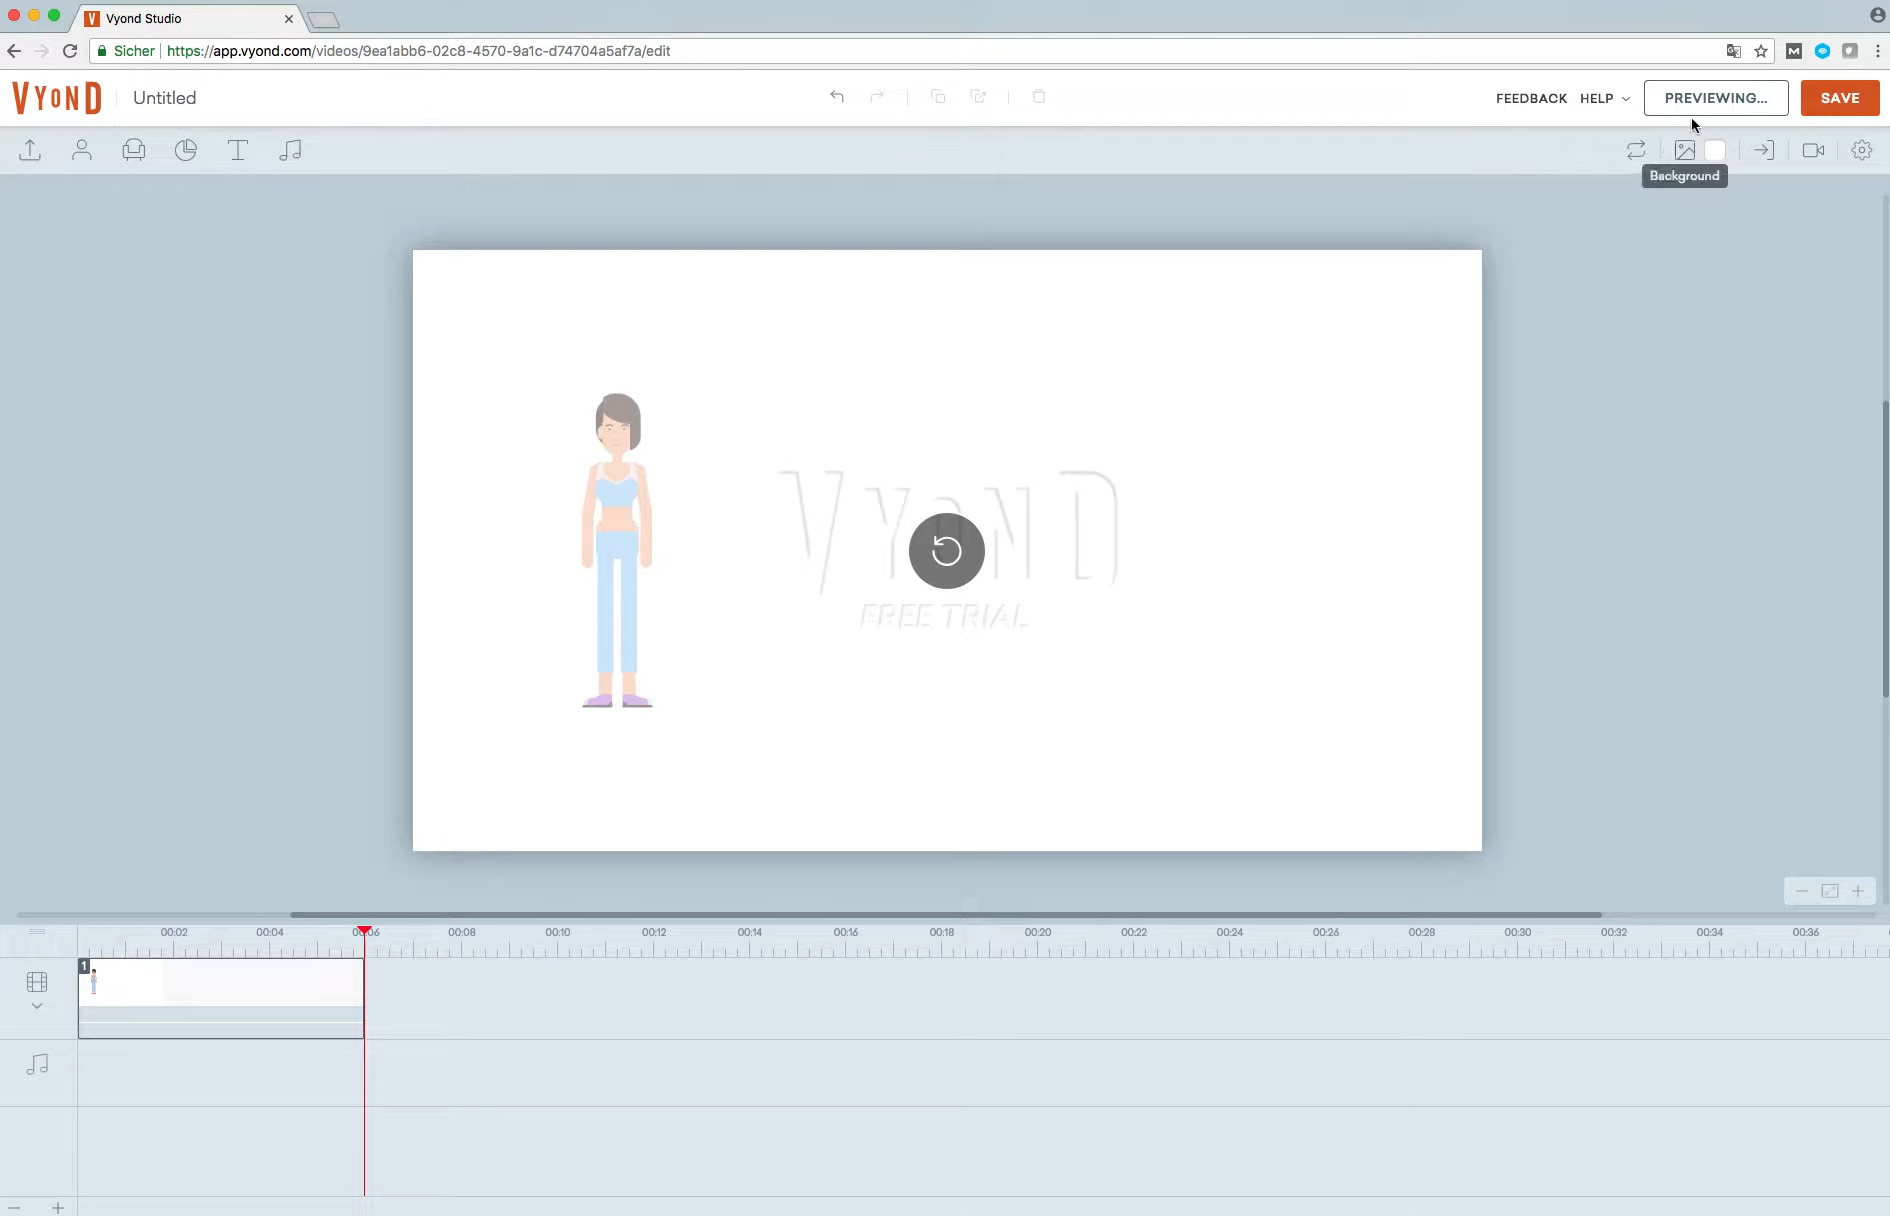 Vyond Studio
Sicher https://app.vyond.com/videos/9ea1abb6-02c8-4570-9a1c-d74704a5af7a/edit
VYOND Untitled FEEDBACK HELP PREVIEWING... SAVE
Background
VYOND
FREE TRIAL
00:02 00:04 00:06 00:08 00:10 00:12 00:14 00:16 00:18 00:20 00:22 00:24 00:26 00:28 00:30 00:32 00:34 00:36
1